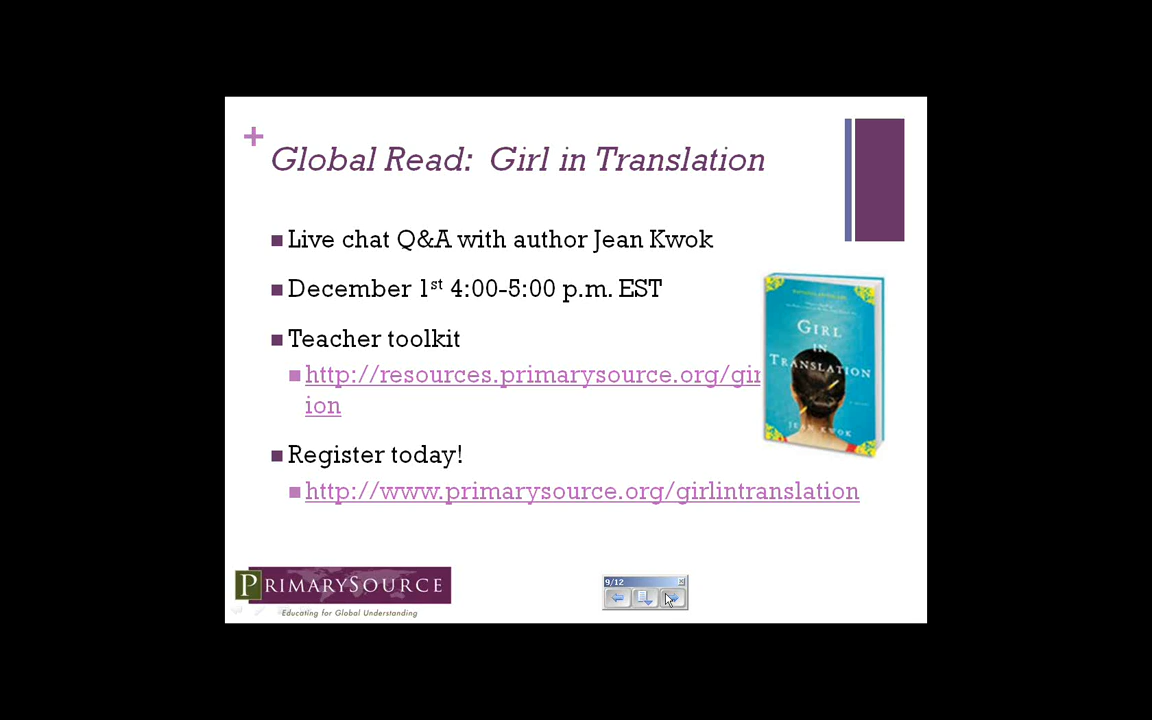 +
Global Read: Girl in Translation
Live chat Q&A with author Jean Kwok
December 1st 4:00-5:00 p.m. EST
Teacher toolkit
http://resources.primarysource.org/gir
ion
GIRL
IN
TRANSLATION
JEAN KWOK
Register today!
http://www.primarysource.org/girlintranslation
PRIMARYSOURCE
Educating for Global Understanding
9/12